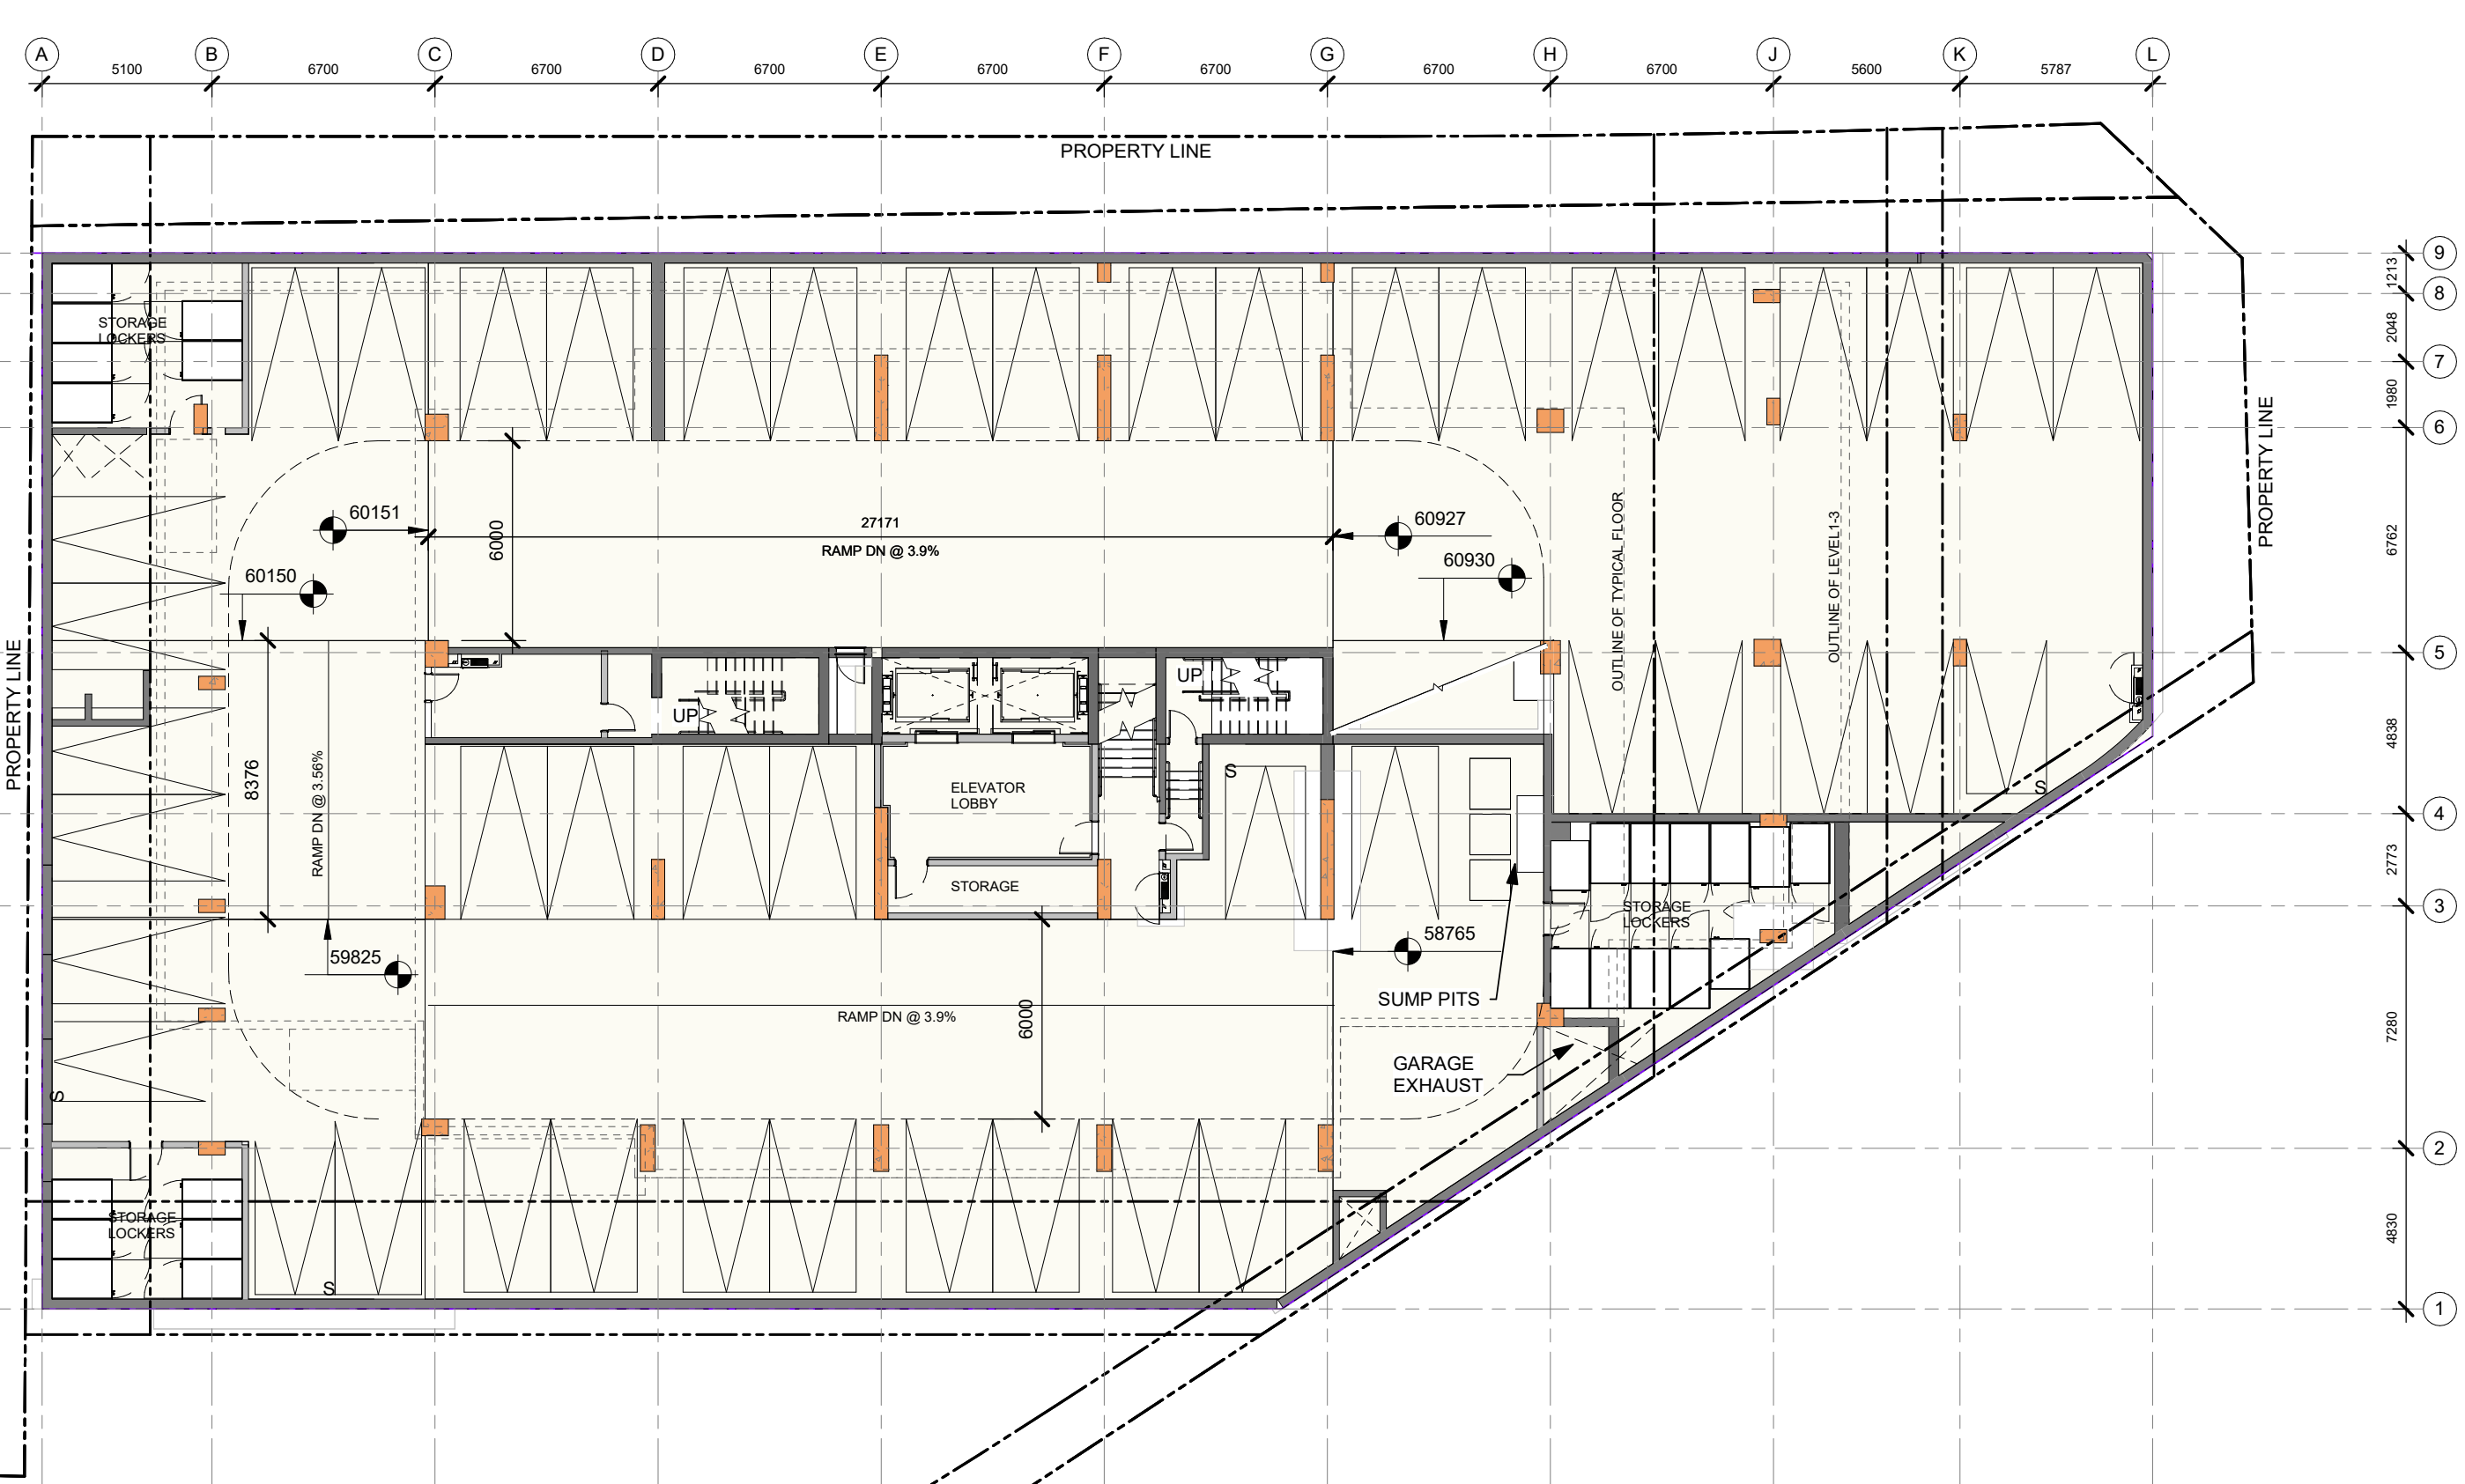 A B C D E F G H J K L
5100 6700 6700 6700 6700 6700 6700 6700 5600 5787
PROPERTY LINE
9
1213
8
STORAGE
LOCKERS
2048
7
1980
6
PROPERTY LINE
60151
27171
RAMP DN @ 3.9%
6000
60927
60930
60150
OUTLINE OF TYPICAL FLOOR
OUTLINE OF LEVEL1-3
6762
5
PROPERTY LINE
UP
UP
4838
8376
RAMP DN @ 3.56%
ELEVATOR
LOBBY
S
S
4
STORAGE
2773
STORAGE
LOCKERS
3
59825
58765
SUMP PITS
RAMP DN @ 3.9%
6000
7280
GARAGE
EXHAUST
S
2
STORAGE
LOCKERS
4830
S
1